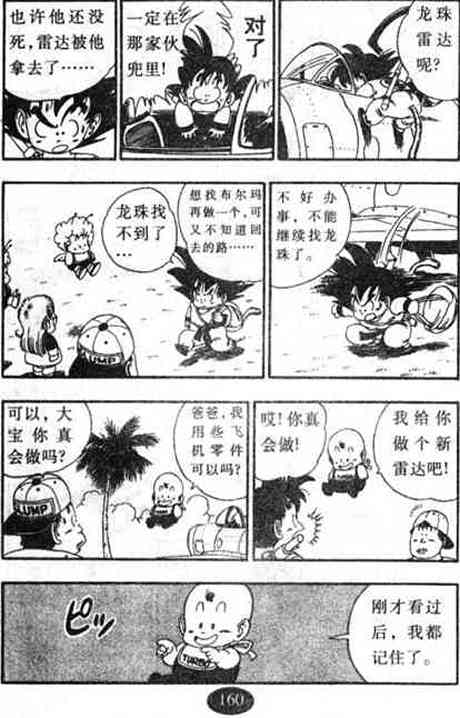 龙珠
雷达
呢？
对了
一定在
那家伙
兜里！
也许他还没
死，雷达被他
拿去了……
不好办
事，不能
继续找龙
珠了。
想找布尔玛
再做一个，可
又不知道回
去的路……
龙珠找
不到了
…
SLUMP
我给你
做个新
雷达吧！
哎！你真
会做！
爸爸，我
用些飞
机零件
可以吗？
可以，大
宝你真
会做吗？
SLUMP
刚才看过
后，我都
记住了。
ピッ
TURBO
160